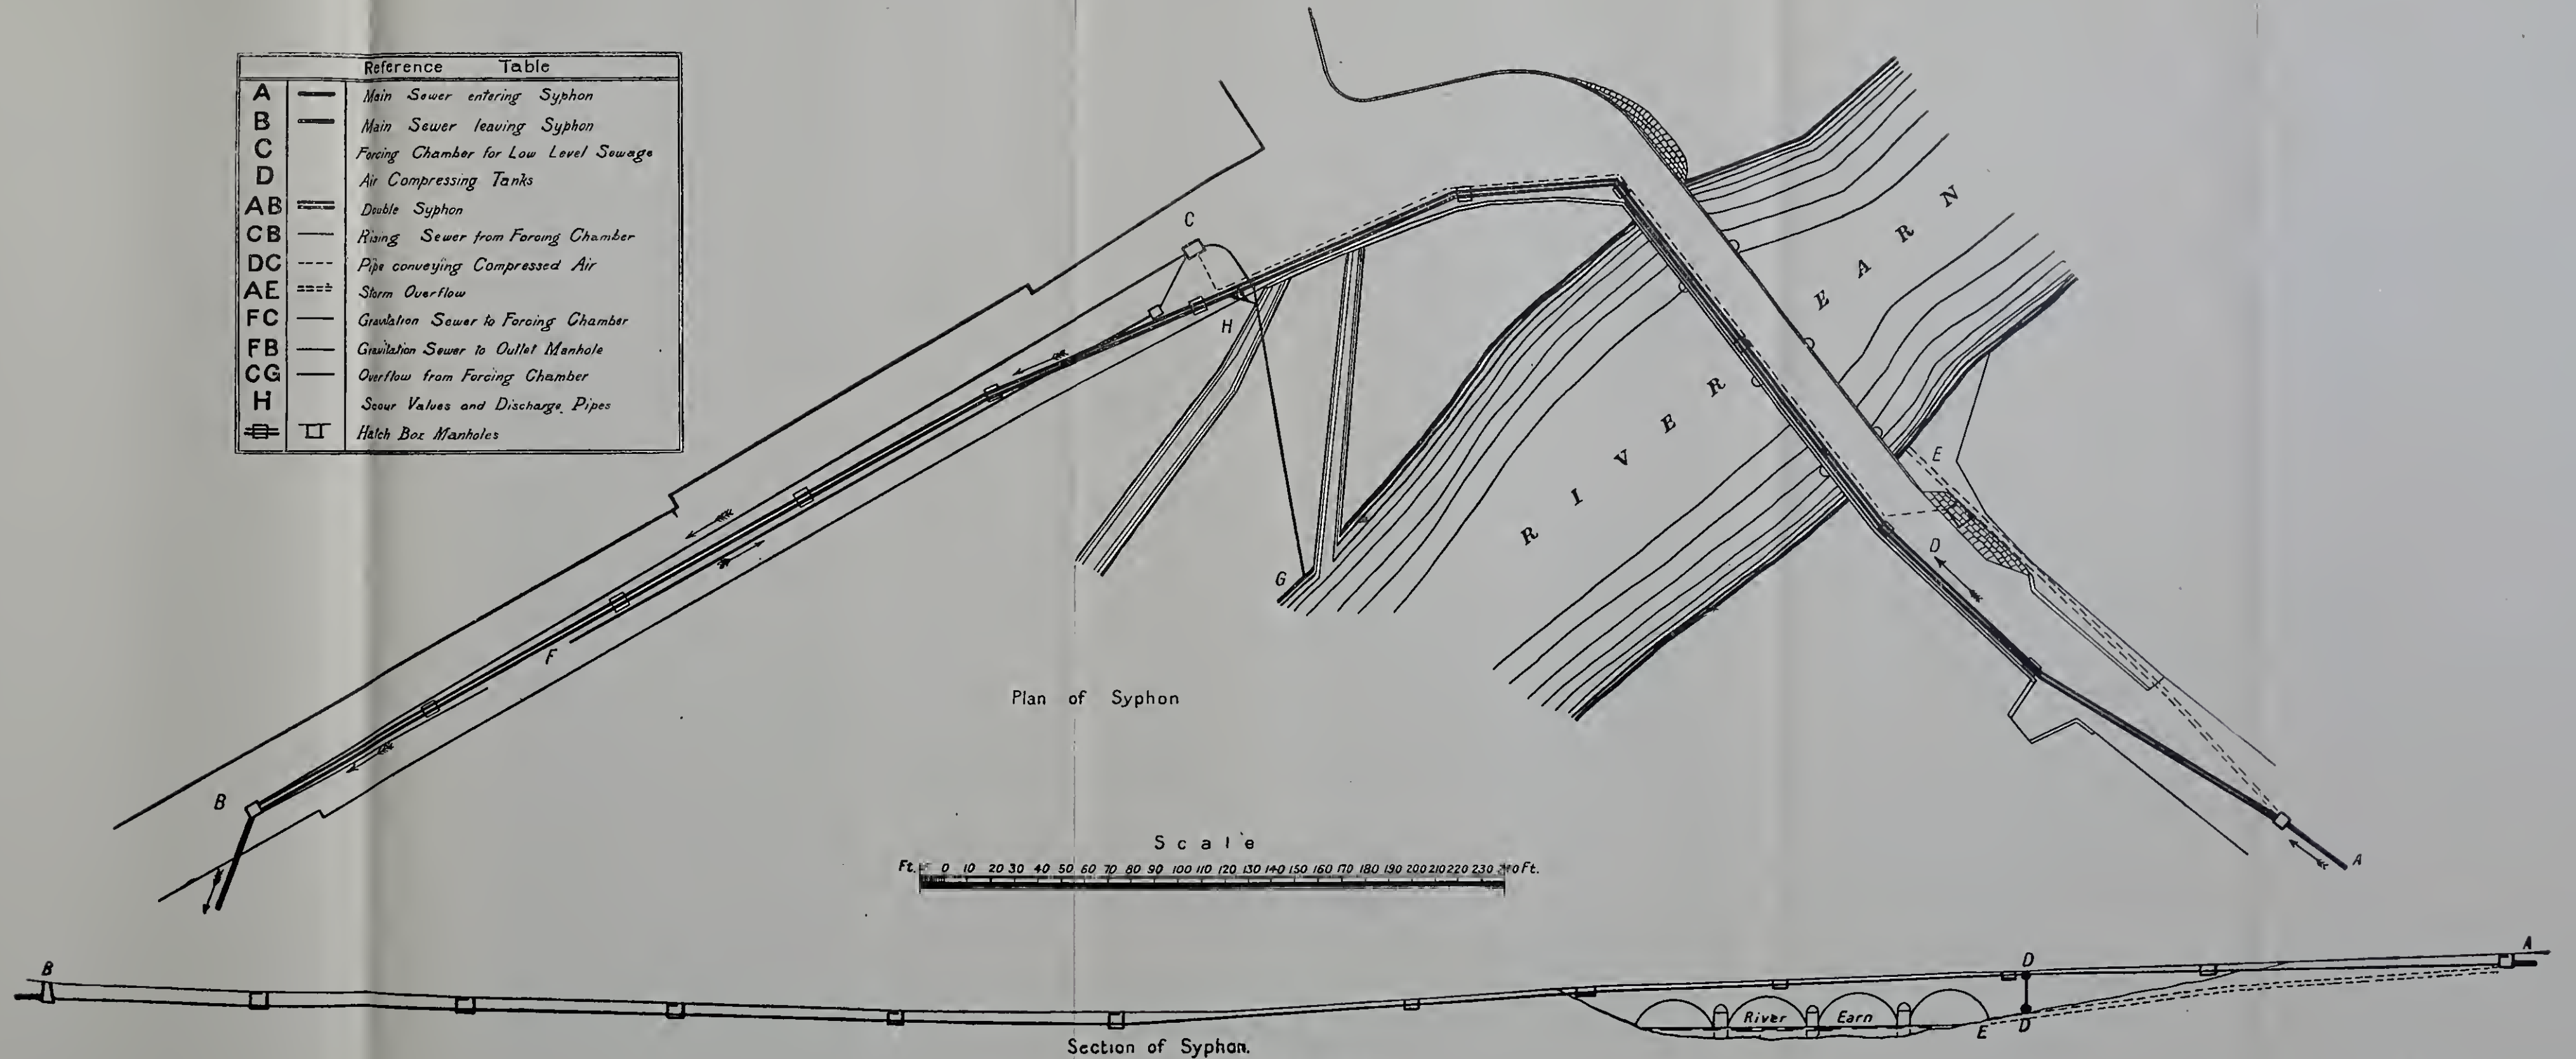 Reference Table
A Main Sewer entering Syphon
B Main Sewer leaving Syphon
C Forcing Chamber for Low Level Sewage
D Air Compressing Tanks
AB Double Syphon
CB Rising Sewer from Forcing Chamber
DC Pipe conveying Compressed Air
AE Storm Overflow
FC Gravitation Sewer to Forcing Chamber
FB Gravitation Sewer to Outlet Manhole
CG Overflow from Forcing Chamber
H Scour Values and Discharge Pipes
Hatch Box Manholes
C
H
RIVER EARN
E
D
G
F
B
A
Plan of Syphon
Scale
Ft. 0 10 20 30 40 50 60 70 80 90 100 110 120 130 140 150 160 170 180 190 200 210 220 230 240 Ft.
B
D
A
River Earn
E
D
Section of Syphon.